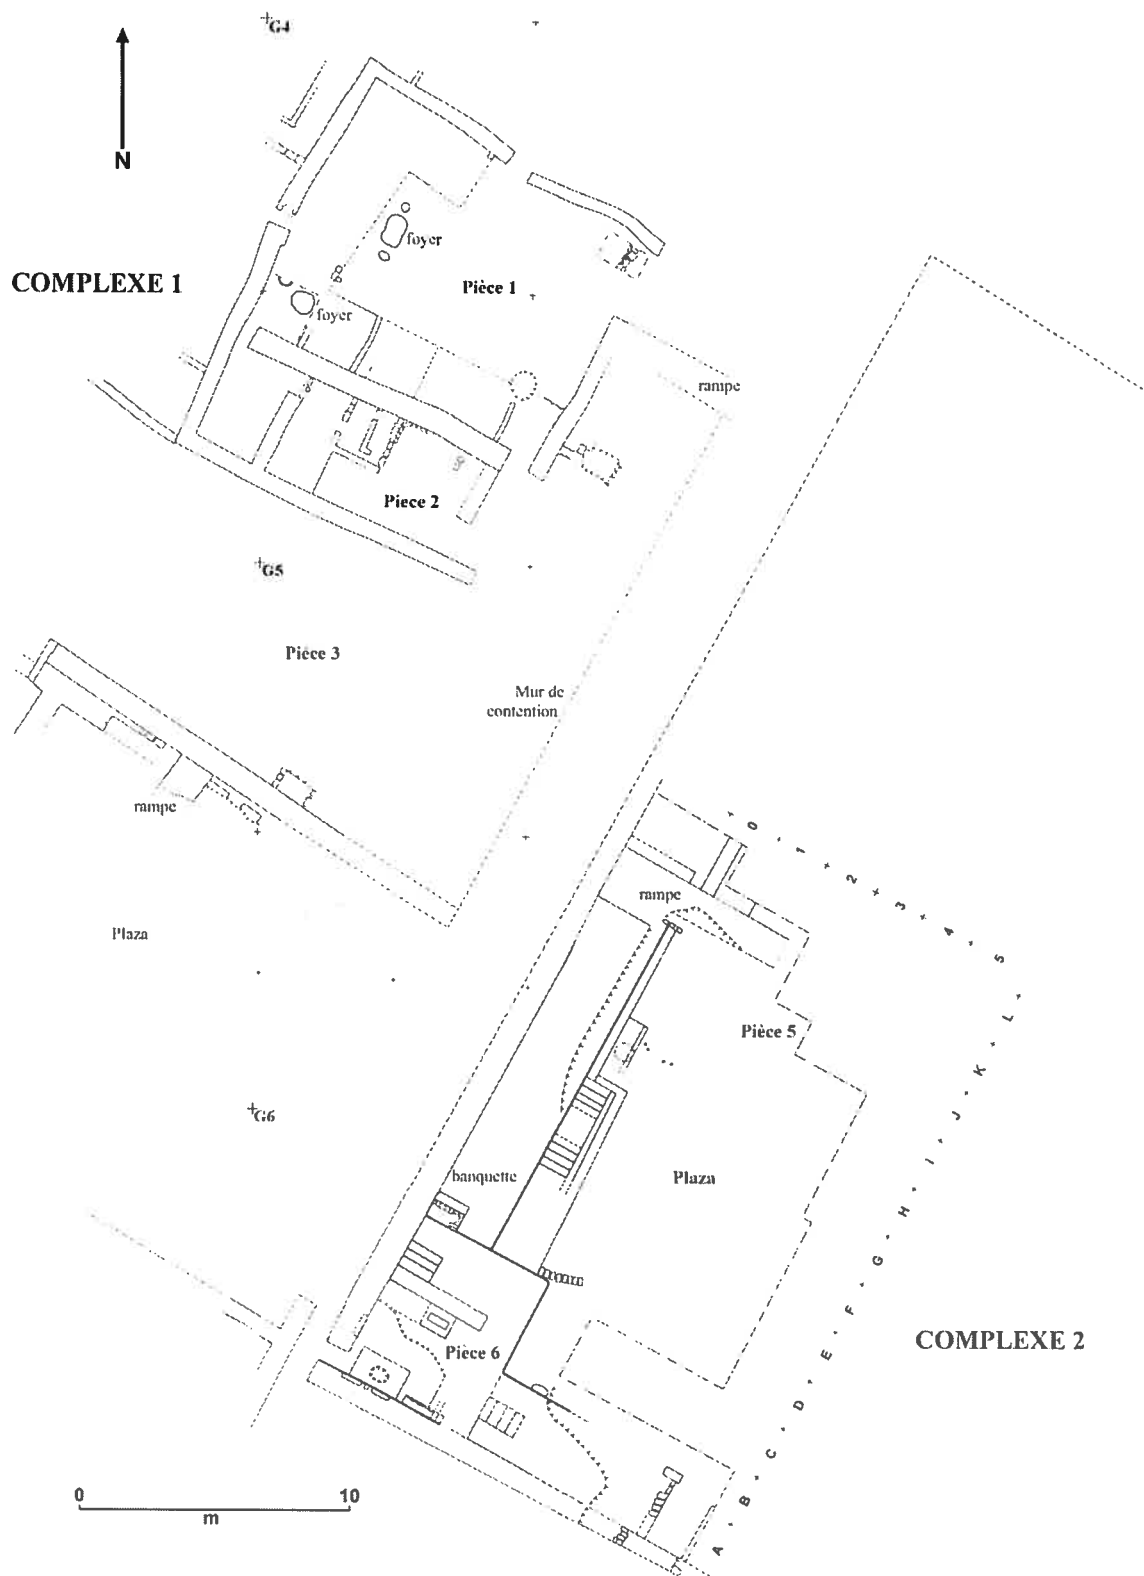 G4
N
foyer
COMPLEXE 1
Pièce 1
foyer
rampe
Piece 2
G5
Pièce 3
Mur de
contention
rampe
0 1 2 3 4 5
rampe
Plaza
Pièce 5
G6
banquette
Plaza
COMPLEXE 2
Pièce 6
A B C D E F G H I J K L
0 10
m